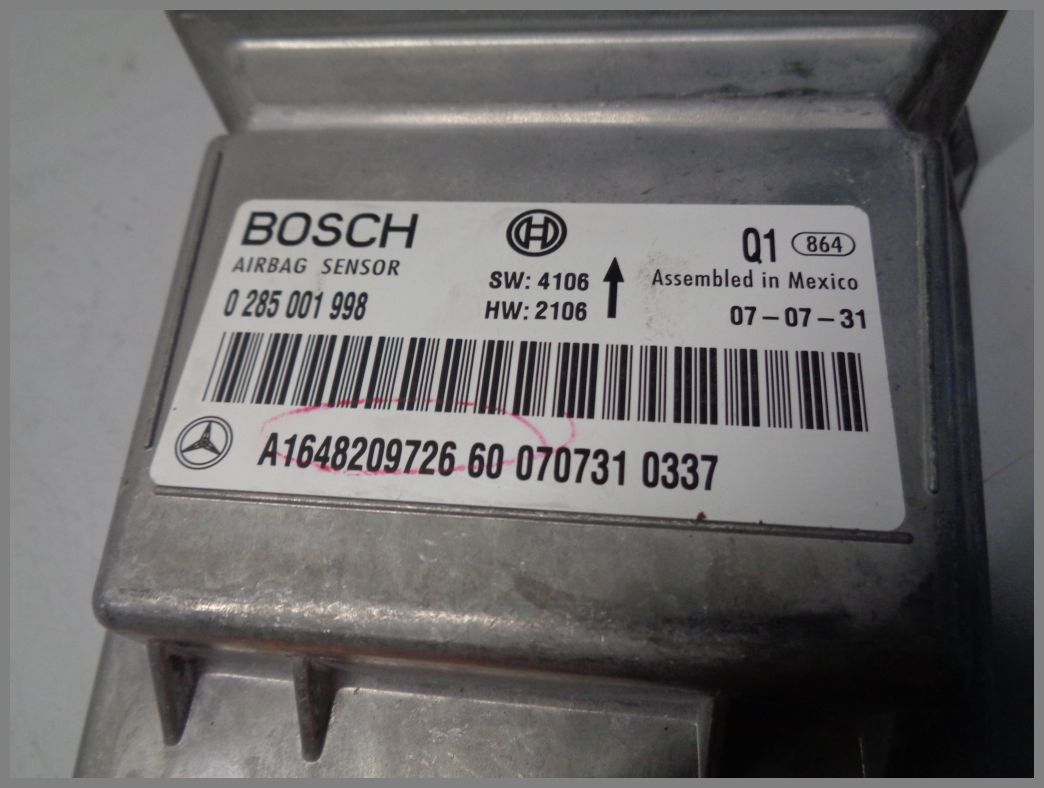 BOSCH
AIRBAG SENSOR
0 285 001 998
SW: 4106
HW: 2106
Q1 864
Assembled in Mexico
07-07-31
A1648209726 60 070731 0337